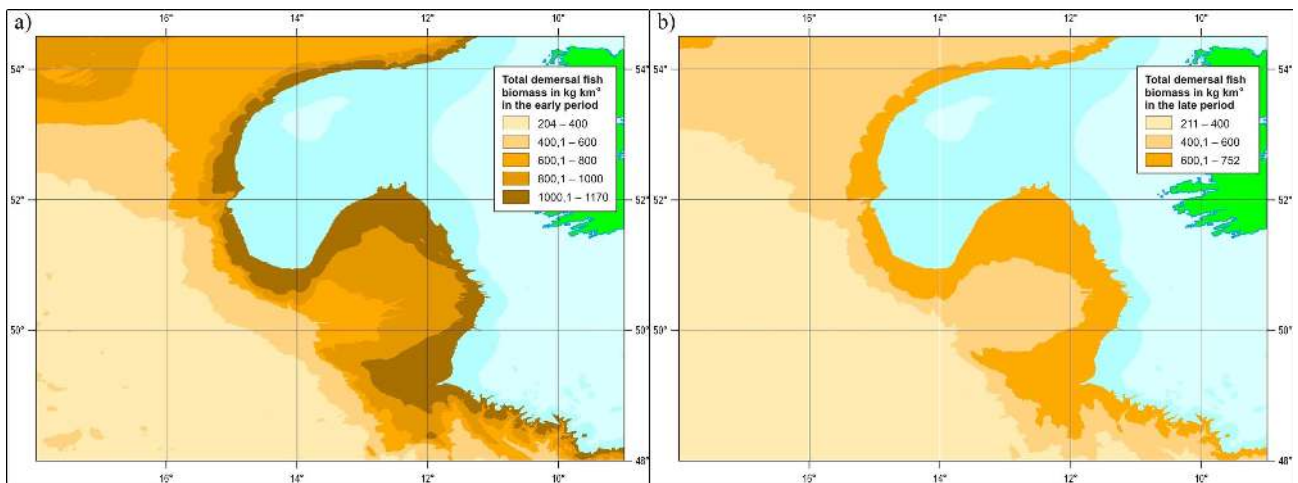 a)
16° 14° 12° 10°
54°
52°
50°
48°
16° 14° 12° 10°
Total demersal fish
biomass in kg km²
in the early period
204 – 400
400,1 – 600
600,1 – 800
800,1 – 1000
1000,1 – 1170
b)
16° 14° 12° 10°
54° 54°
52° 52°
50° 50°
48°
16° 14° 12° 10°
Total demersal fish
biomass in kg km²
in the late period
211 – 400
400,1 – 600
600,1 – 752